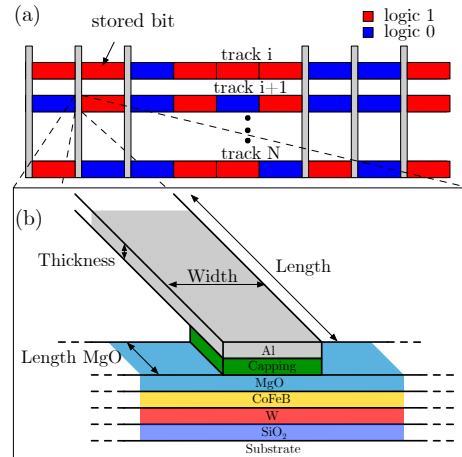 (a)
stored bit
logic 1
logic 0
track i
track i+1
track N
(b)
Thickness
Width
Length
Length MgO
Al
Capping
MgO
CoFeB
W
SiO₂
Substrate